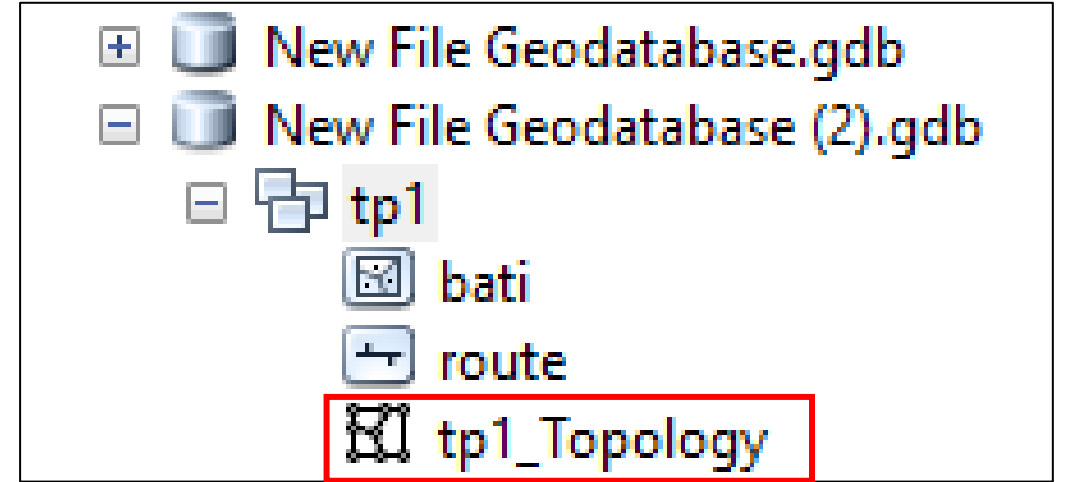 New File Geodatabase.gdb
New File Geodatabase (2).gdb
tp1
bati
route
tp1_Topology